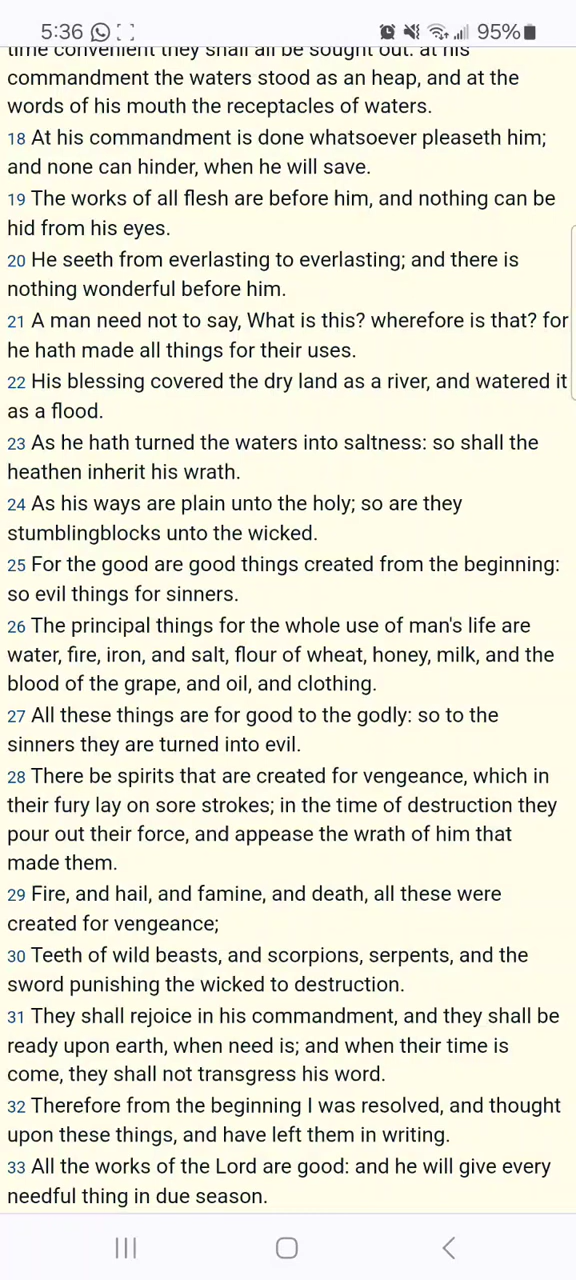 5:36 95%
time convenient they shall all be sought out: at his
commandment the waters stood as an heap, and at the
words of his mouth the receptacles of waters.
18 At his commandment is done whatsoever pleaseth him;
and none can hinder, when he will save.
19 The works of all flesh are before him, and nothing can be
hid from his eyes.
20 He seeth from everlasting to everlasting; and there is
nothing wonderful before him.
21 A man need not to say, What is this? wherefore is that? for
he hath made all things for their uses.
22 His blessing covered the dry land as a river, and watered it
as a flood.
23 As he hath turned the waters into saltness: so shall the
heathen inherit his wrath.
24 As his ways are plain unto the holy; so are they
stumblingblocks unto the wicked.
25 For the good are good things created from the beginning:
so evil things for sinners.
26 The principal things for the whole use of man's life are
water, fire, iron, and salt, flour of wheat, honey, milk, and the
blood of the grape, and oil, and clothing.
27 All these things are for good to the godly: so to the
sinners they are turned into evil.
28 There be spirits that are created for vengeance, which in
their fury lay on sore strokes; in the time of destruction they
pour out their force, and appease the wrath of him that
made them.
29 Fire, and hail, and famine, and death, all these were
created for vengeance;
30 Teeth of wild beasts, and scorpions, serpents, and the
sword punishing the wicked to destruction.
31 They shall rejoice in his commandment, and they shall be
ready upon earth, when need is; and when their time is
come, they shall not transgress his word.
32 Therefore from the beginning I was resolved, and thought
upon these things, and have left them in writing.
33 All the works of the Lord are good: and he will give every
needful thing in due season.